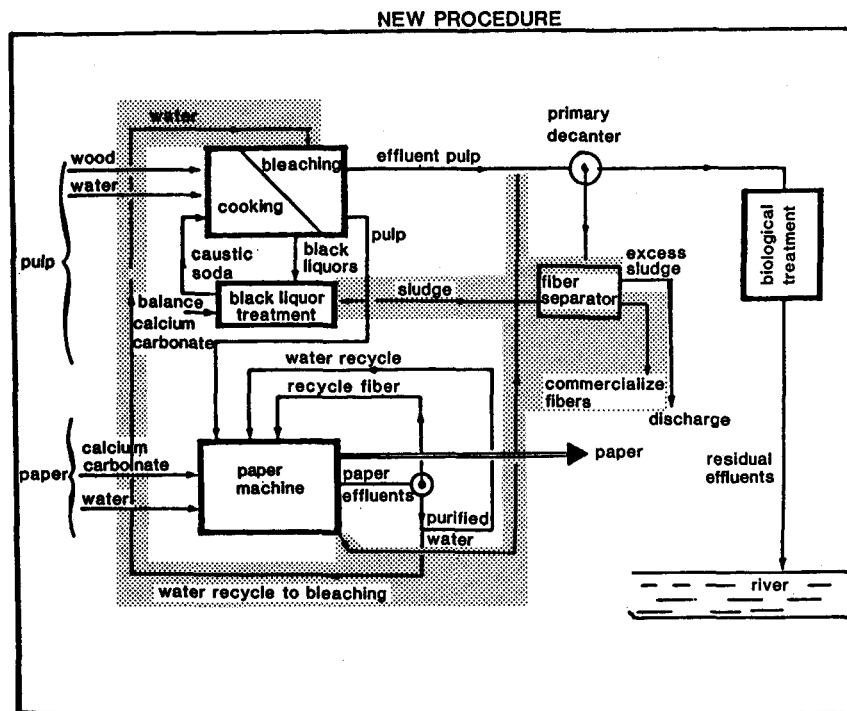 NEW PROCEDURE
water
primary
decanter
wood
bleaching
effluent pulp
water
cooking
pulp
biological
treatment
pulp
caustic
soda
black
liquors
excess
sludge
fiber
separator
sludge
balance
black liquor
treatment
calcium
carbonate
water recycle
recycle fiber
commercialize
fibers
discharge
calcium
carboinate
paper
water
paper
machine
paper
effluents
paper
purified
water
residual
effluents
water recycle to bleaching
river